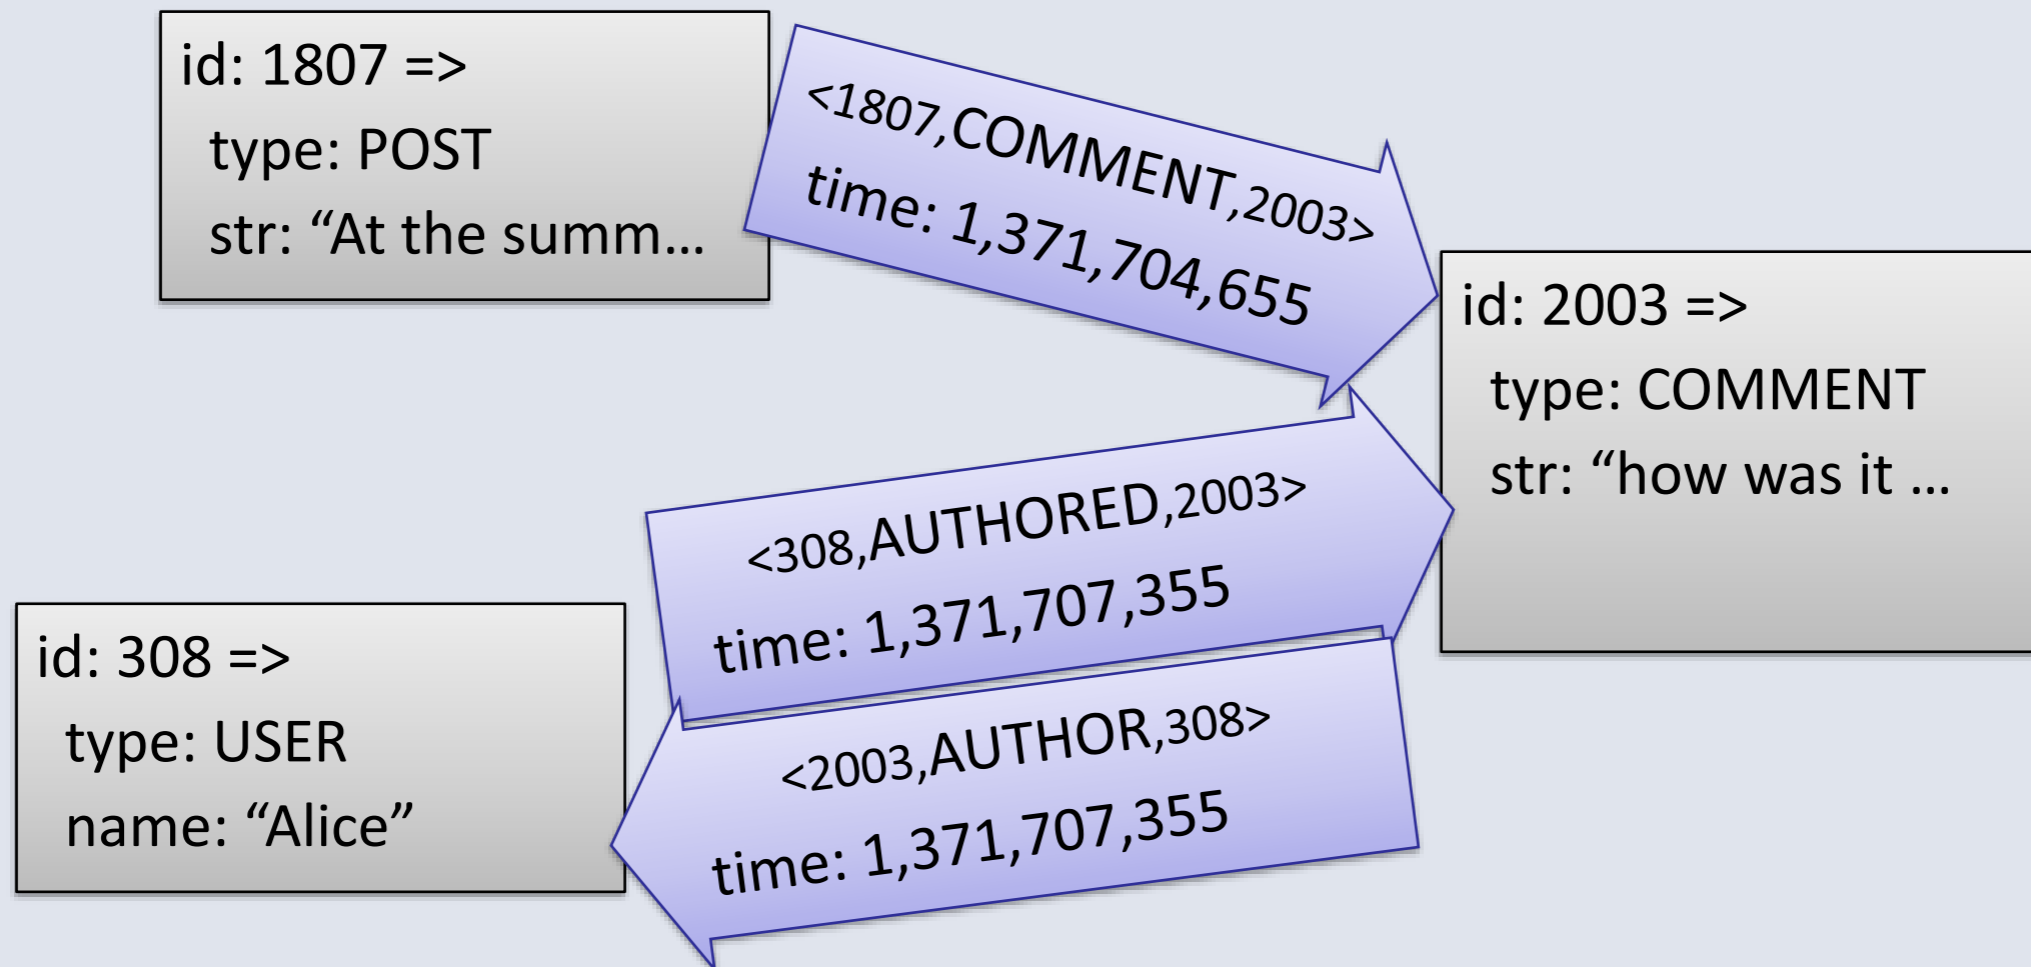 id: 1807 =>
type: POST
str: “At the summ…
<1807,COMMENT,2003>
time: 1,371,704,655
id: 2003 =>
type: COMMENT
str: “how was it …
<308,AUTHORED,2003>
time: 1,371,707,355
id: 308 =>
type: USER
name: “Alice”
<2003,AUTHOR,308>
time: 1,371,707,355